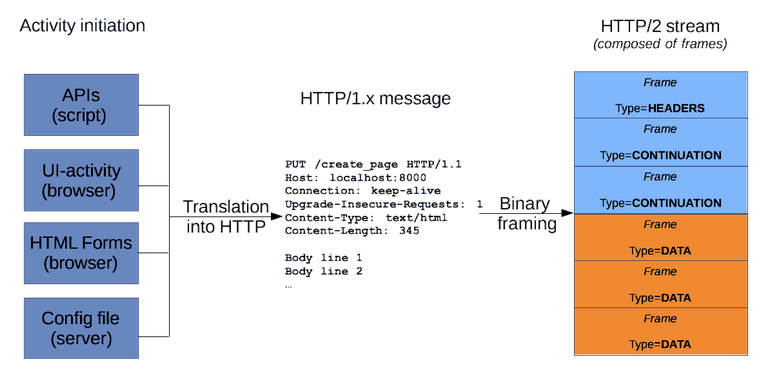 Activity initiation
APIs
(script)
UI-activity
(browser)
HTML Forms
(browser)
Config file
(server)
Translation
into HTTP
HTTP/1.x message
PUT /create_page HTTP/1.1
Host: localhost:8000
Connection: keep-alive
Upgrade-Insecure-Requests: 1
Content-Type: text/html
Content-Length: 345
Body line 1
Body line 2
…
Binary
framing
HTTP/2 stream
(composed of frames)
Frame
Type=HEADERS
Frame
Type=CONTINUATION
Frame
Type=CONTINUATION
Frame
Type=DATA
Frame
Type=DATA
Frame
Type=DATA